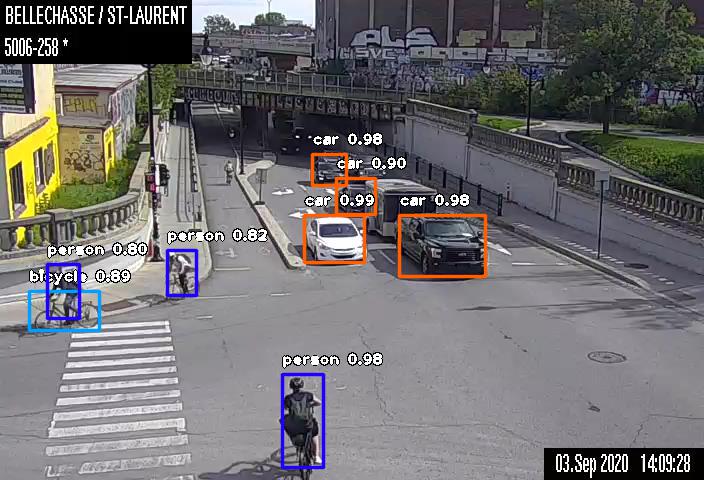 BELLECHASSE / ST-LAURENT
5006-258 *
car 0.98
car 0.90
car 0.99
car 0.98
person 0.82
person 0.80
bicycle 0.89
person 0.98
03.Sep 2020 14:09:28